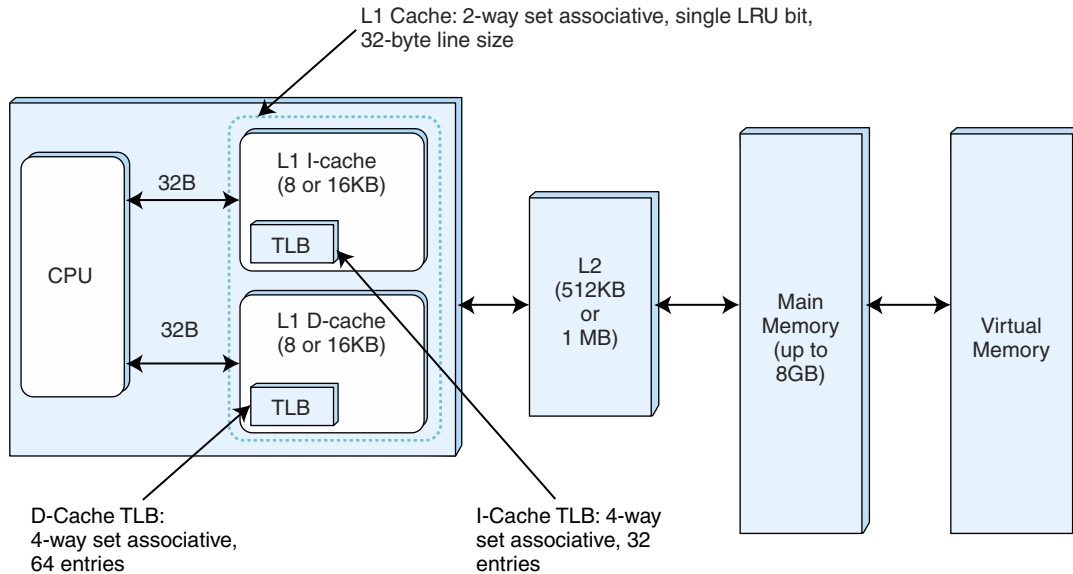 L1 Cache: 2-way set associative, single LRU bit,
32-byte line size
L1 I-cache
(8 or 16KB)
32B
TLB
CPU
L1 D-cache
(8 or 16KB)
32B
TLB
L2
(512KB
or
1 MB)
Main
Memory
(up to
8GB)
Virtual
Memory
D-Cache TLB:
4-way set associative,
64 entries
I-Cache TLB: 4-way
set associative, 32
entries